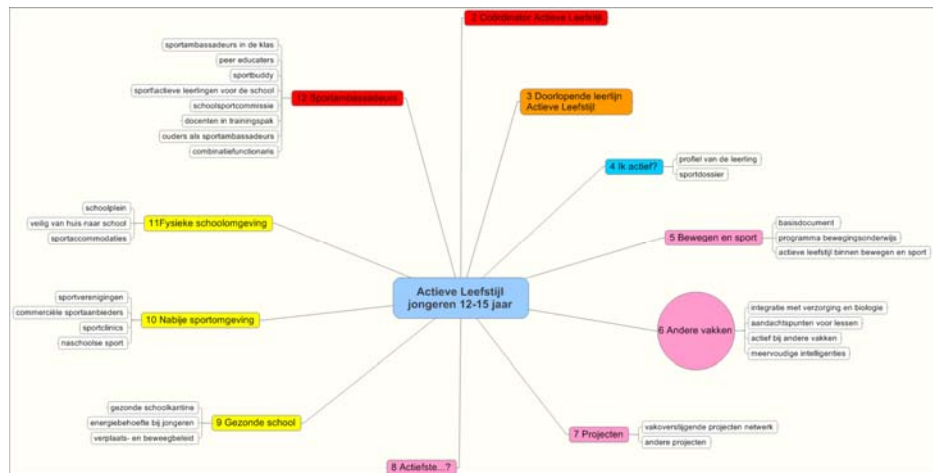 2 Coördinator Actieve Leefstijl
3 Doorlopende leerlijn
Actieve Leefstijl
4 Ik actief?
profiel van de leerling
sportdossier
5 Bewegen en sport
basisdocument
programma bewegingsonderwijs
actieve leefstijl binnen bewegen en sport
Actieve Leefstijl
jongeren 12-15 jaar
6 Andere vakken
integratie met verzorging en biologie
aandachtspunten voor lessen
actief bij andere vakken
meervoudige intelligenties
7 Projecten
vakoverstijgende projecten netwerk
andere projecten
8 Actiefste...?
9 Gezonde school
gezonde schoolkantine
energiebehoefte bij jongeren
verplaats- en beweegbeleid
10 Nabije sportomgeving
sportverenigingen
commerciële sportaanbieders
sportclinics
naschoolse sport
11Fysieke schoolomgeving
schoolplein
veilig van huis naar school
sportaccommodaties
12 Sportambassadeurs
sportambassadeurs in de klas
peer educaters
sportbuddy
sport\actieve leerlingen voor de school
schoolsportcommissie
docenten in trainingspak
ouders als sportambassadeurs
combinatiefunctionaris